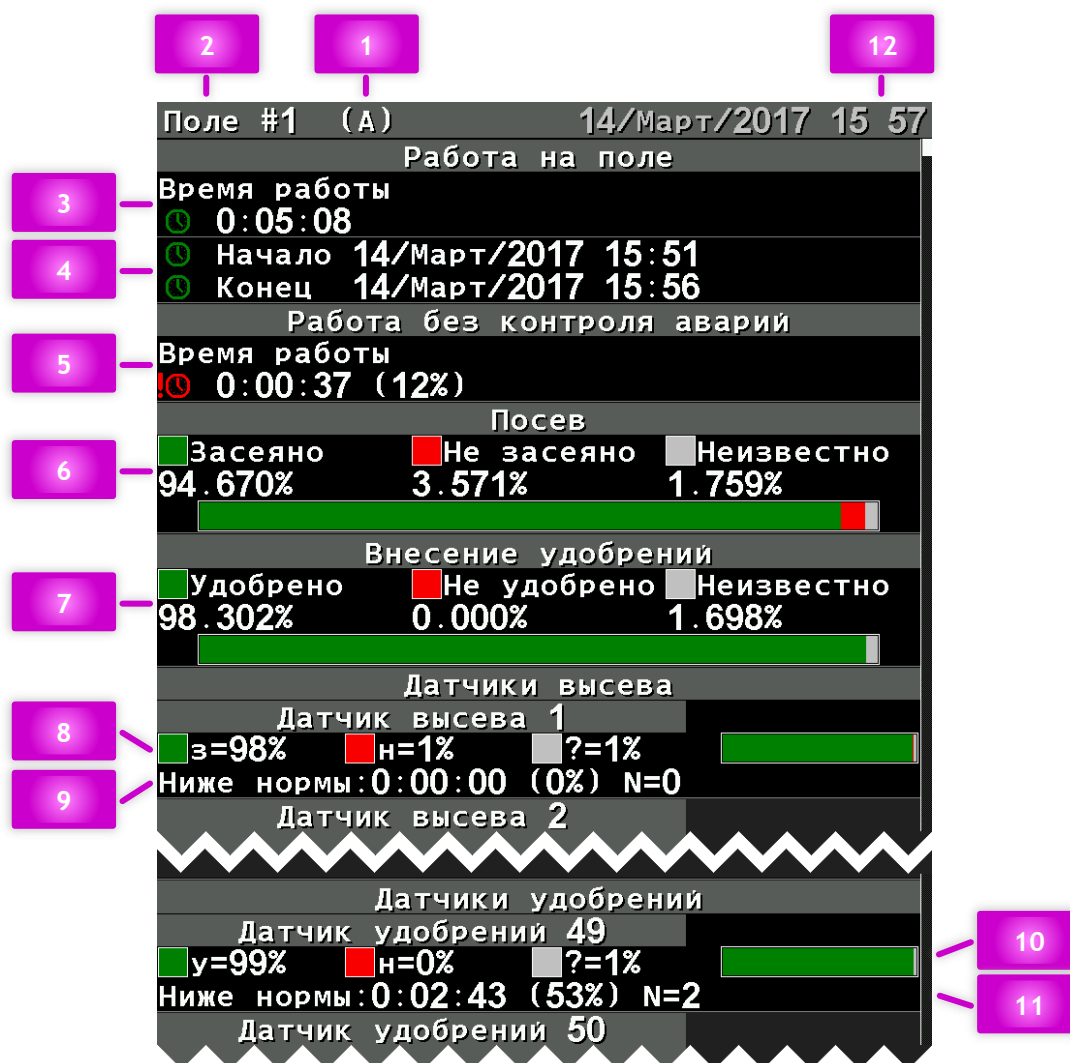 2 1 12
Поле #1 (А) 14/Март/2017 15 57
Работа на поле
3
Время работы
0:05:08
4
Начало 14/Март/2017 15:51
Конец 14/Март/2017 15:56
Работа без контроля аварий
5
Время работы
!0:00:37 (12%)
Посев
6
Засеяно Не засеяно Неизвестно
94.670% 3.571% 1.759%
Внесение удобрений
7
Удобрено Не удобрено Неизвестно
98.302% 0.000% 1.698%
Датчики высева
Датчик высева 1
8
з=98% н=1% ?=1%
9
Ниже нормы:0:00:00 (0%) N=0
Датчик высева 2
Датчики удобрений
Датчик удобрений 49
у=99% н=0% ?=1%
10
Ниже нормы:0:02:43 (53%) N=2
11
Датчик удобрений 50